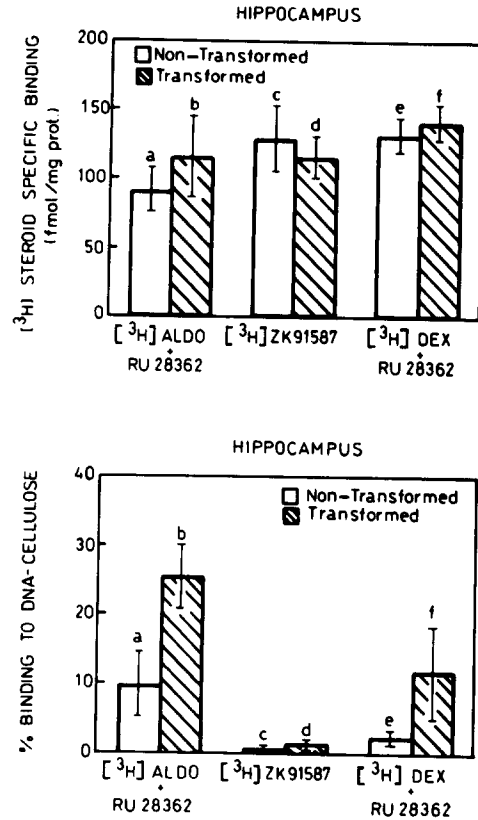 HIPPOCAMPUS
[³H] STEROID SPECIFIC BINDING
(fmol/mg prot.)
200
150
100
50
0
Non-Transformed
Transformed
a
b
c
d
e
f
[³H] ALDO
+
RU 28362
[³H] ZK91587
[³H] DEX
+
RU 28362
HIPPOCAMPUS
% BINDING TO DNA-CELLULOSE
40
30
20
10
0
Non-Transformed
Transformed
a
b
c
d
e
f
[³H] ALDO
+
RU 28362
[³H] ZK91587
[³H] DEX
+
RU 28362